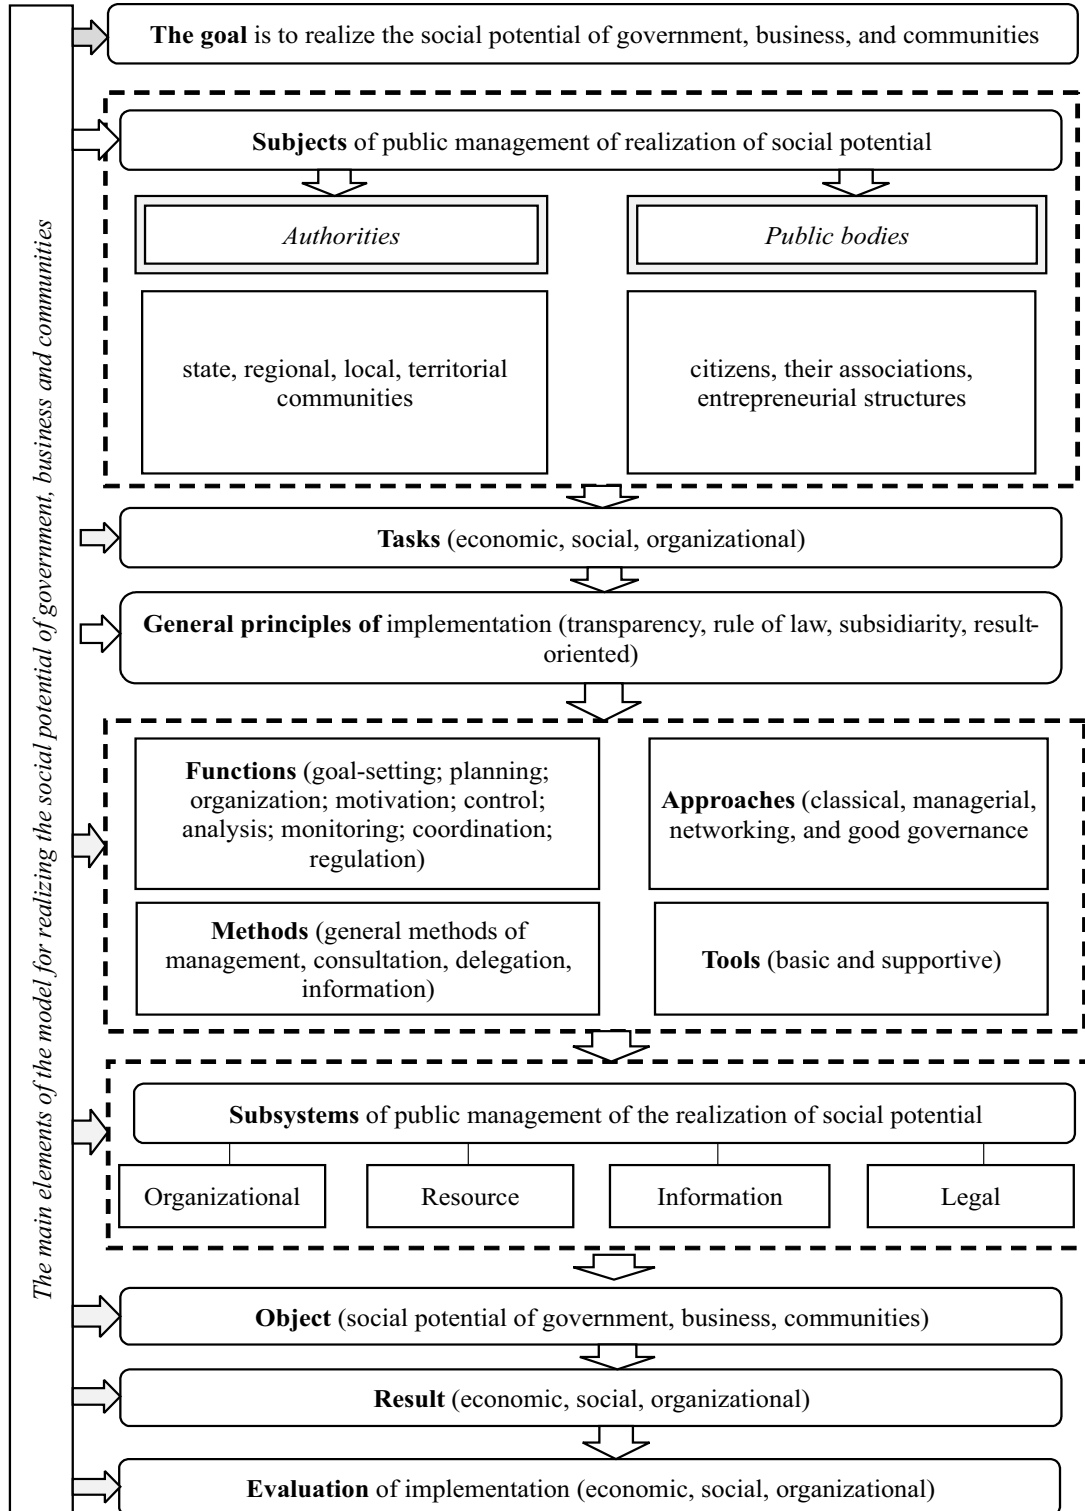 The main elements of the model for realizing the social potential of government, business and communities
The goal is to realize the social potential of government, business, and communities
Subjects of public management of realization of social potential
Authorities
Public bodies
state, regional, local, territorial
communities
citizens, their associations,
entrepreneurial structures
Tasks (economic, social, organizational)
General principles of implementation (transparency, rule of law, subsidiarity, result-
oriented)
Functions (goal-setting; planning;
organization; motivation; control;
analysis; monitoring; coordination;
regulation)
Approaches (classical, managerial,
networking, and good governance
Methods (general methods of
management, consultation, delegation,
information)
Tools (basic and supportive)
Subsystems of public management of the realization of social potential
Organizational
Resource
Information
Legal
Object (social potential of government, business, communities)
Result (economic, social, organizational)
Evaluation of implementation (economic, social, organizational)